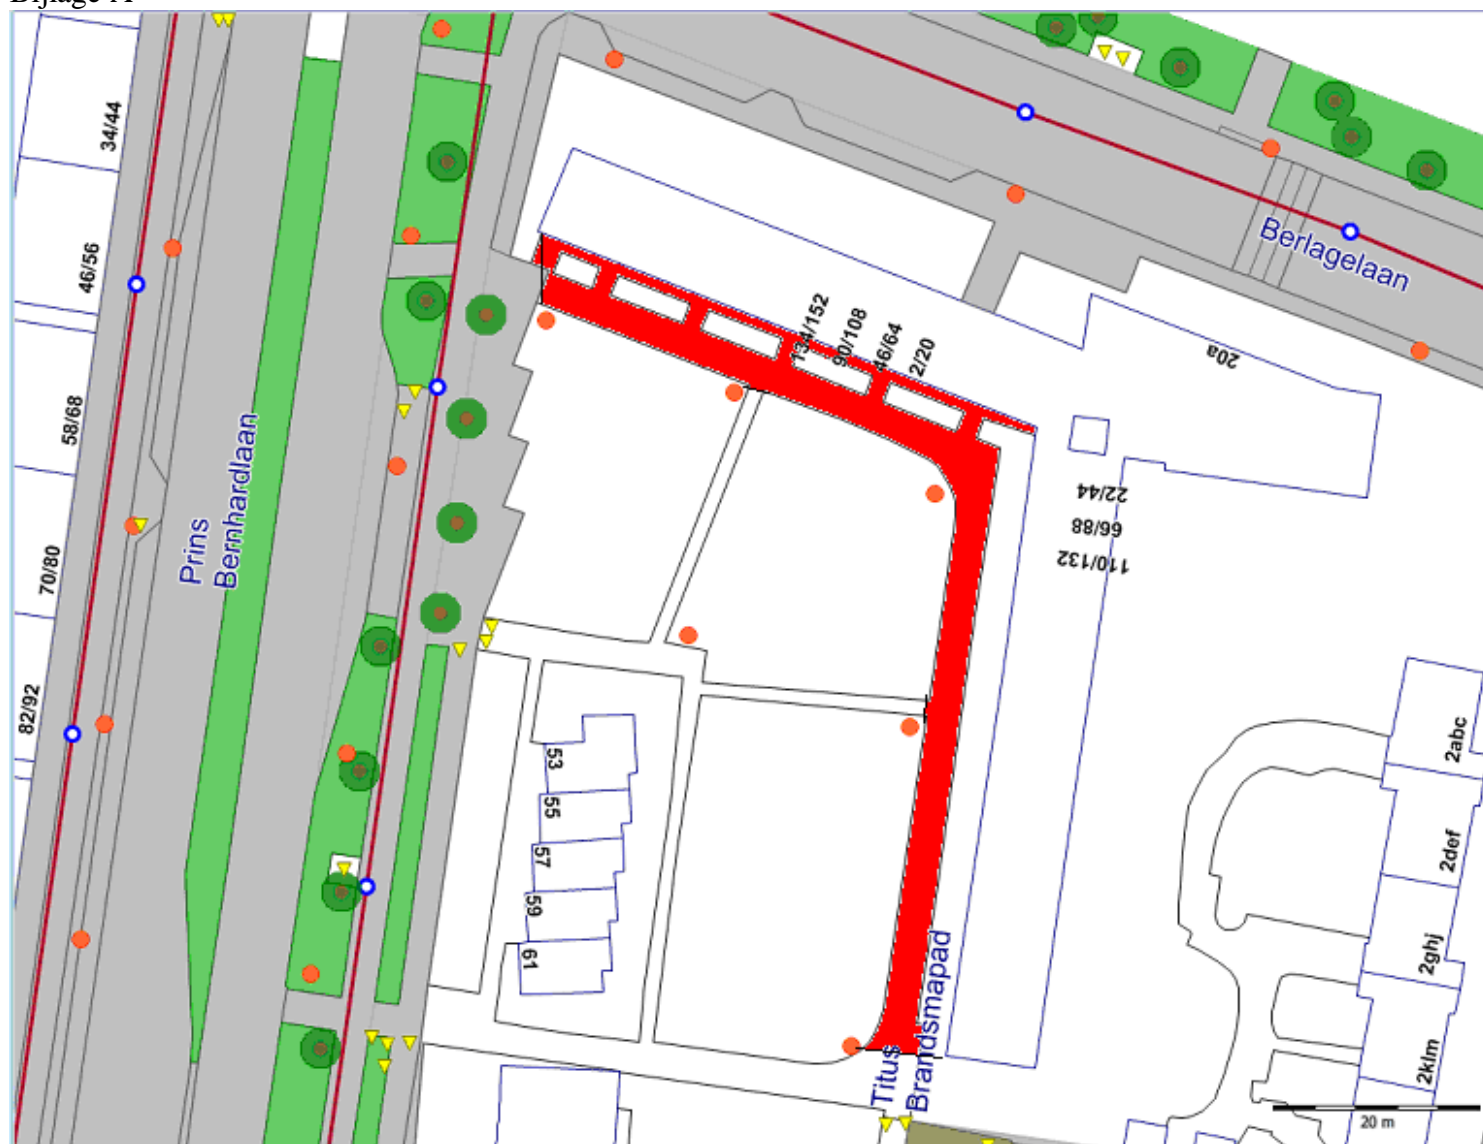 Bijlage A
34/44
46/56
58/68
70/80
82/92
Prins
Bernhardlaan
Berlagelaan
134/152
90/108
46/64
2/20
20a
22/44
66/88
110/132
53
55
57
59
61
2abc
2def
2ghj
2klm
Titus
Brandsmapad
20 m